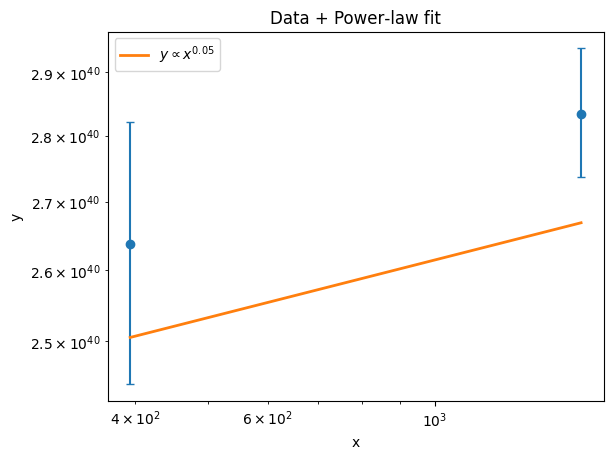 Data + Power-law fit
y ∝ x^0.05
2.9 × 10^40
2.8 × 10^40
2.7 × 10^40
2.6 × 10^40
2.5 × 10^40
y
4 × 10^2
6 × 10^2
10^3
x